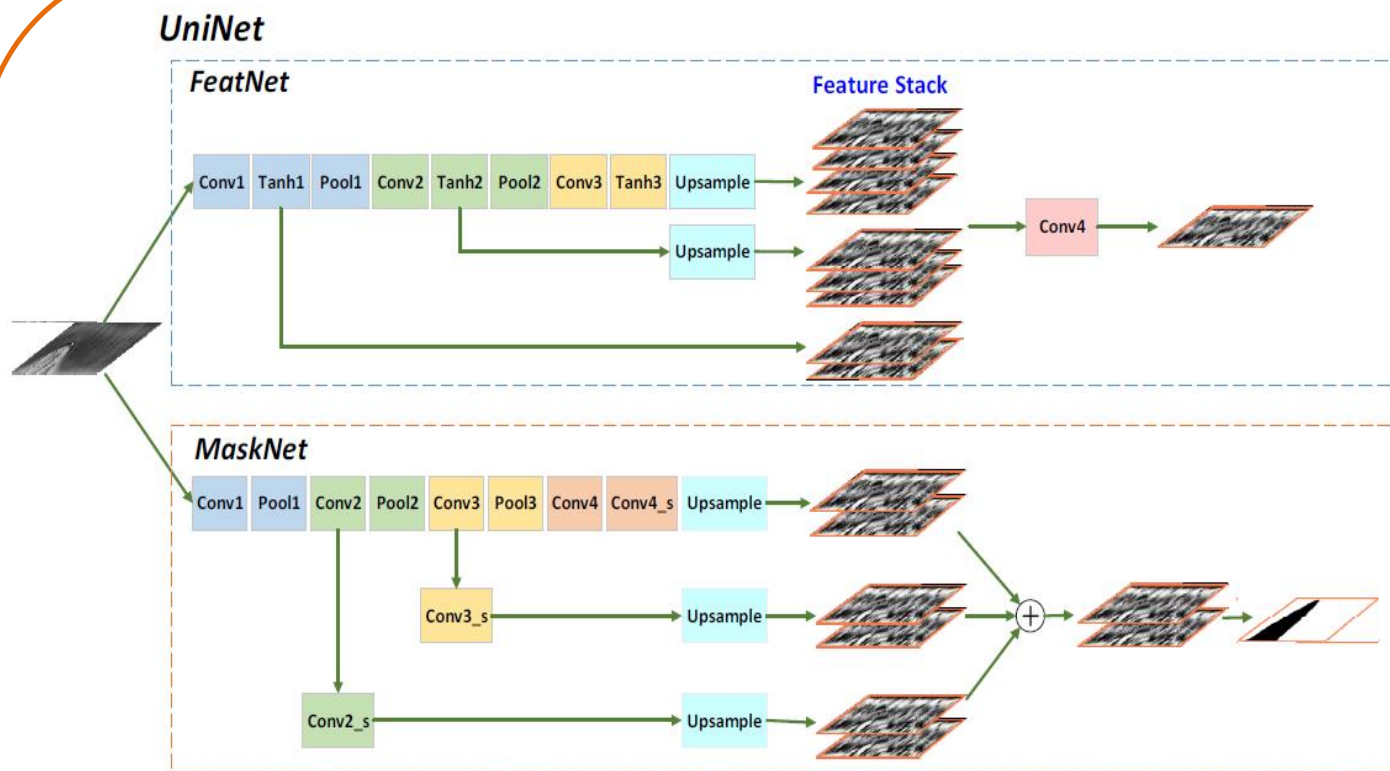 UniNet
FeatNet
Feature Stack
Conv1 Tanh1 Pool1 Conv2 Tanh2 Pool2 Conv3 Tanh3 Upsample
Conv4
Upsample
MaskNet
Conv1 Pool1 Conv2 Pool2 Conv3 Pool3 Conv4 Conv4_s Upsample
Conv3_s Upsample
Conv2_s Upsample